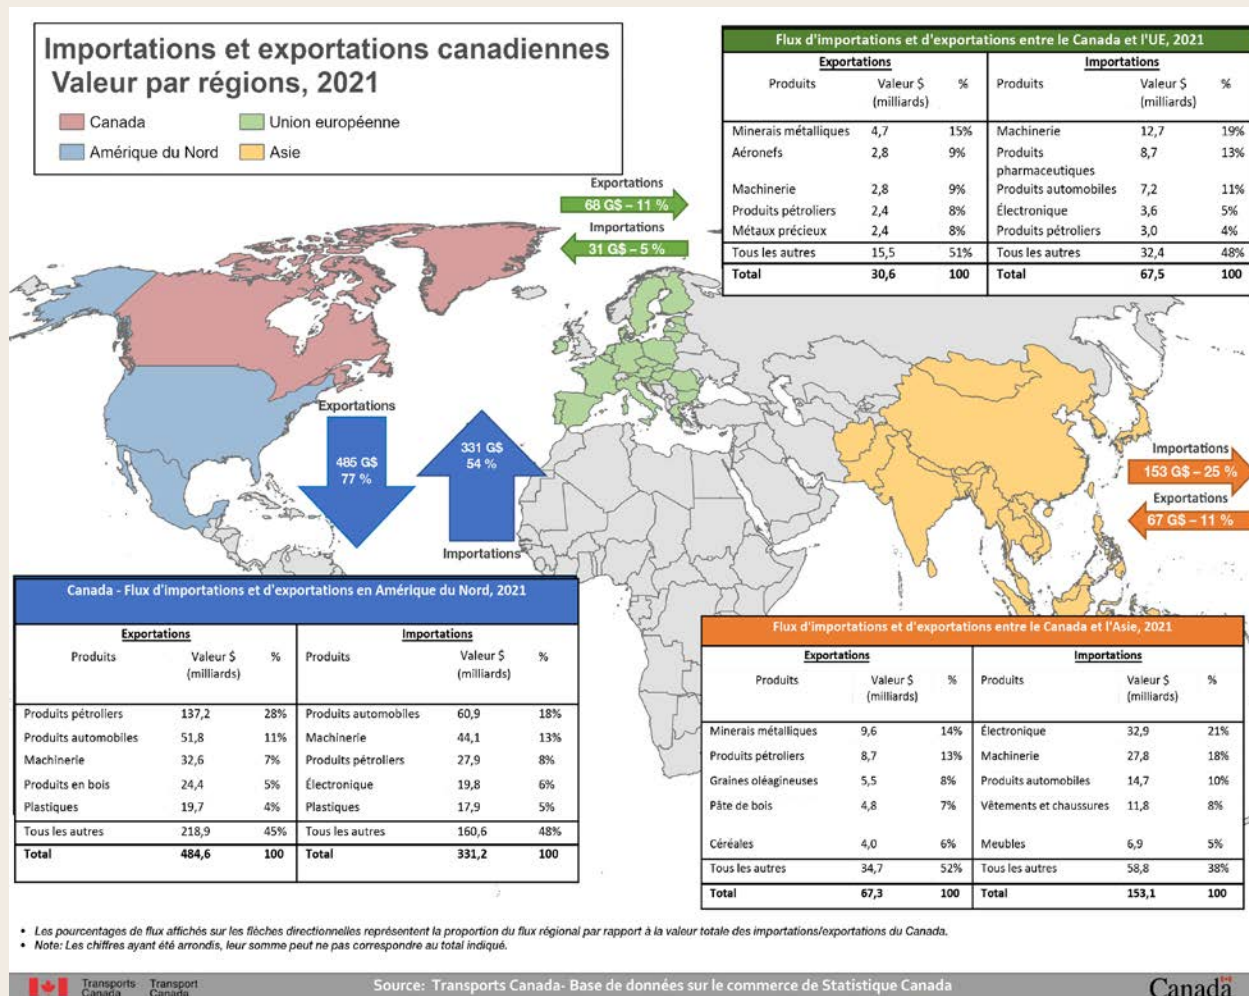 Importations et exportations canadiennes
Valeur par régions, 2021
Canada
Union européenne
Amérique du Nord
Asie
Flux d'importations et d'exportations entre le Canada et l'UE, 2021
Exportations Importations
Produits Valeur $ % Produits Valeur $ %
(milliards) (milliards)
Minerais métalliques 4,7 15% Machinerie 12,7 19%
Aéronefs 2,8 9% Produits 8,7 13%
pharmaceutiques
Machinerie 2,8 9% Produits automobiles 7,2 11%
Produits pétroliers 2,4 8% Électronique 3,6 5%
Métaux précieux 2,4 8% Produits pétroliers 3,0 4%
Tous les autres 15,5 51% Tous les autres 32,4 48%
Total 30,6 100 Total 67,5 100
Exportations
68 G$ – 11 %
Importations
31 G$ – 5 %
Exportations
485 G$
77 %
331 G$
54 %
Importations
Importations
153 G$ – 25 %
Exportations
67 G$ – 11 %
Canada - Flux d'importations et d'exportations en Amérique du Nord, 2021
Exportations Importations
Produits Valeur $ % Produits Valeur $ %
(milliards) (milliards)
Produits pétroliers 137,2 28% Produits automobiles 60,9 18%
Produits automobiles 51,8 11% Machinerie 44,1 13%
Machinerie 32,6 7% Produits pétroliers 27,9 8%
Produits en bois 24,4 5% Électronique 19,8 6%
Plastiques 19,7 4% Plastiques 17,9 5%
Tous les autres 218,9 45% Tous les autres 160,6 48%
Total 484,6 100 Total 331,2 100
Flux d'importations et d'exportations entre le Canada et l'Asie, 2021
Exportations Importations
Produits Valeur $ % Produits Valeur $ %
(milliards) (milliards)
Minerais métalliques 9,6 14% Électronique 32,9 21%
Produits pétroliers 8,7 13% Machinerie 27,8 18%
Graines oléagineuses 5,5 8% Produits automobiles 14,7 10%
Pâte de bois 4,8 7% Vêtements et chaussures 11,8 8%
Céréales 4,0 6% Meubles 6,9 5%
Tous les autres 34,7 52% Tous les autres 58,8 38%
Total 67,3 100 Total 153,1 100
• Les pourcentages de flux affichés sur les flèches directionnelles représentent la proportion du flux régional par rapport à la valeur totale des importations/exportations du Canada.
• Note: Les chiffres ayant été arrondis, leur somme peut ne pas correspondre au total indiqué.
Transports Transport
Canada Canada
Source: Transports Canada- Base de données sur le commerce de Statistique Canada
Canada